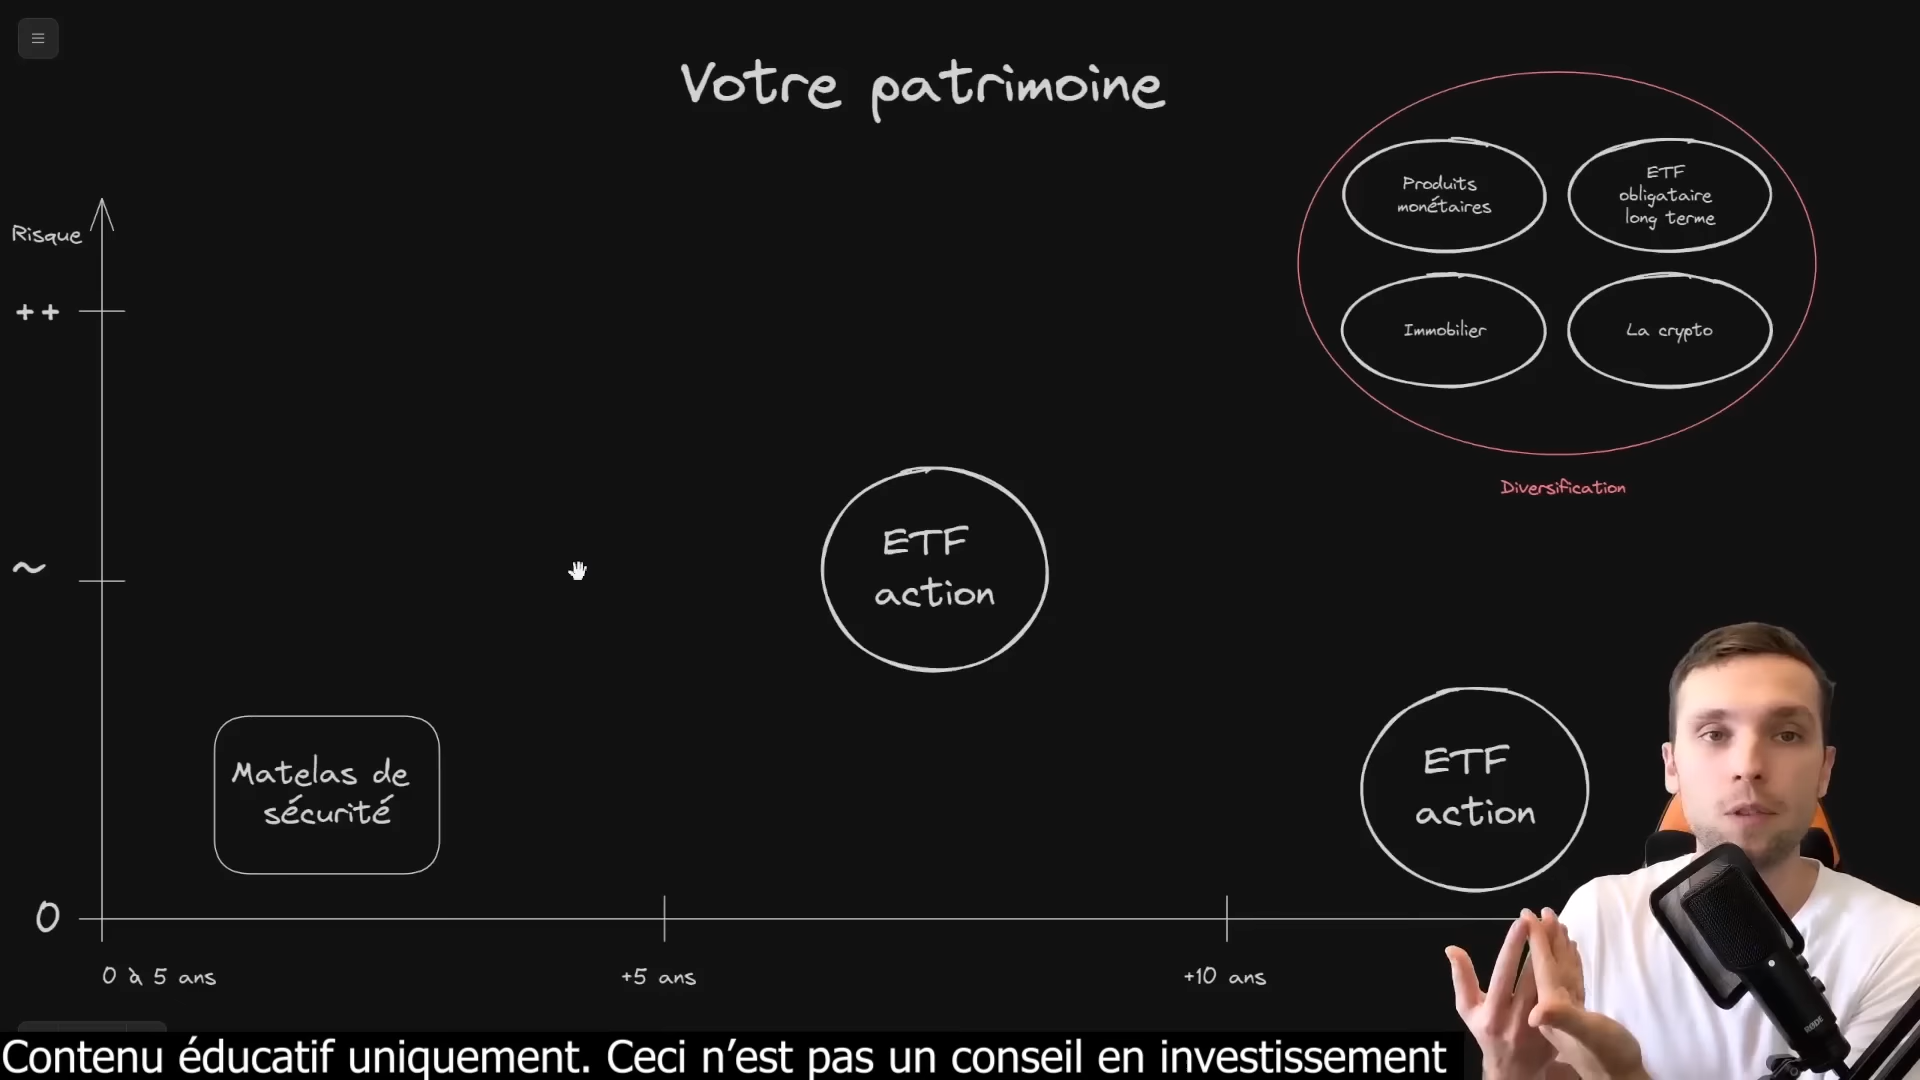 Votre patrimoine
Produits
monétaires
ETF
obligataire
long terme
Immobilier
La crypto
Diversification
Risque
++
~
0
ETF
action
Matelas de
sécurité
ETF
action
0 à 5 ans
+5 ans
+10 ans
RODE
Contenu éducatif uniquement. Ceci n’est pas un conseil en investissement